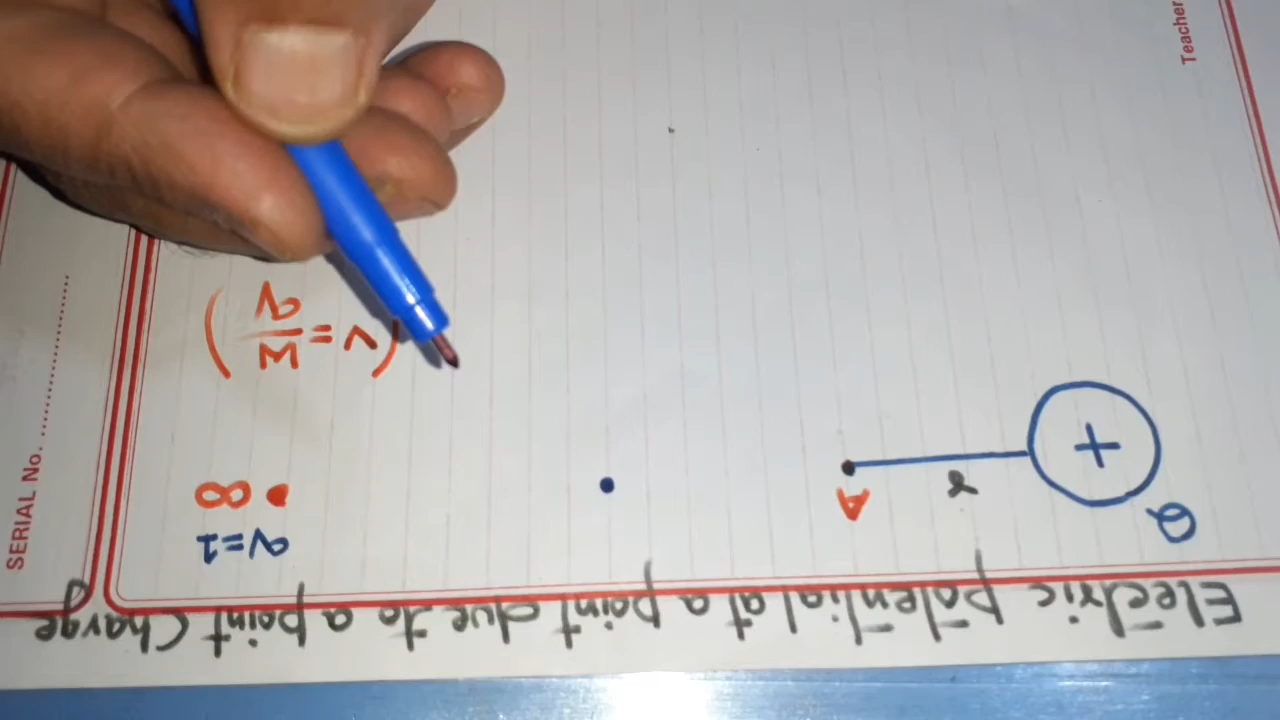 Electric potential at a point due to a point Charge
Q
+
r
A
q=1
∞
(V = W/q)
SERIAL No. ....................
Teacher